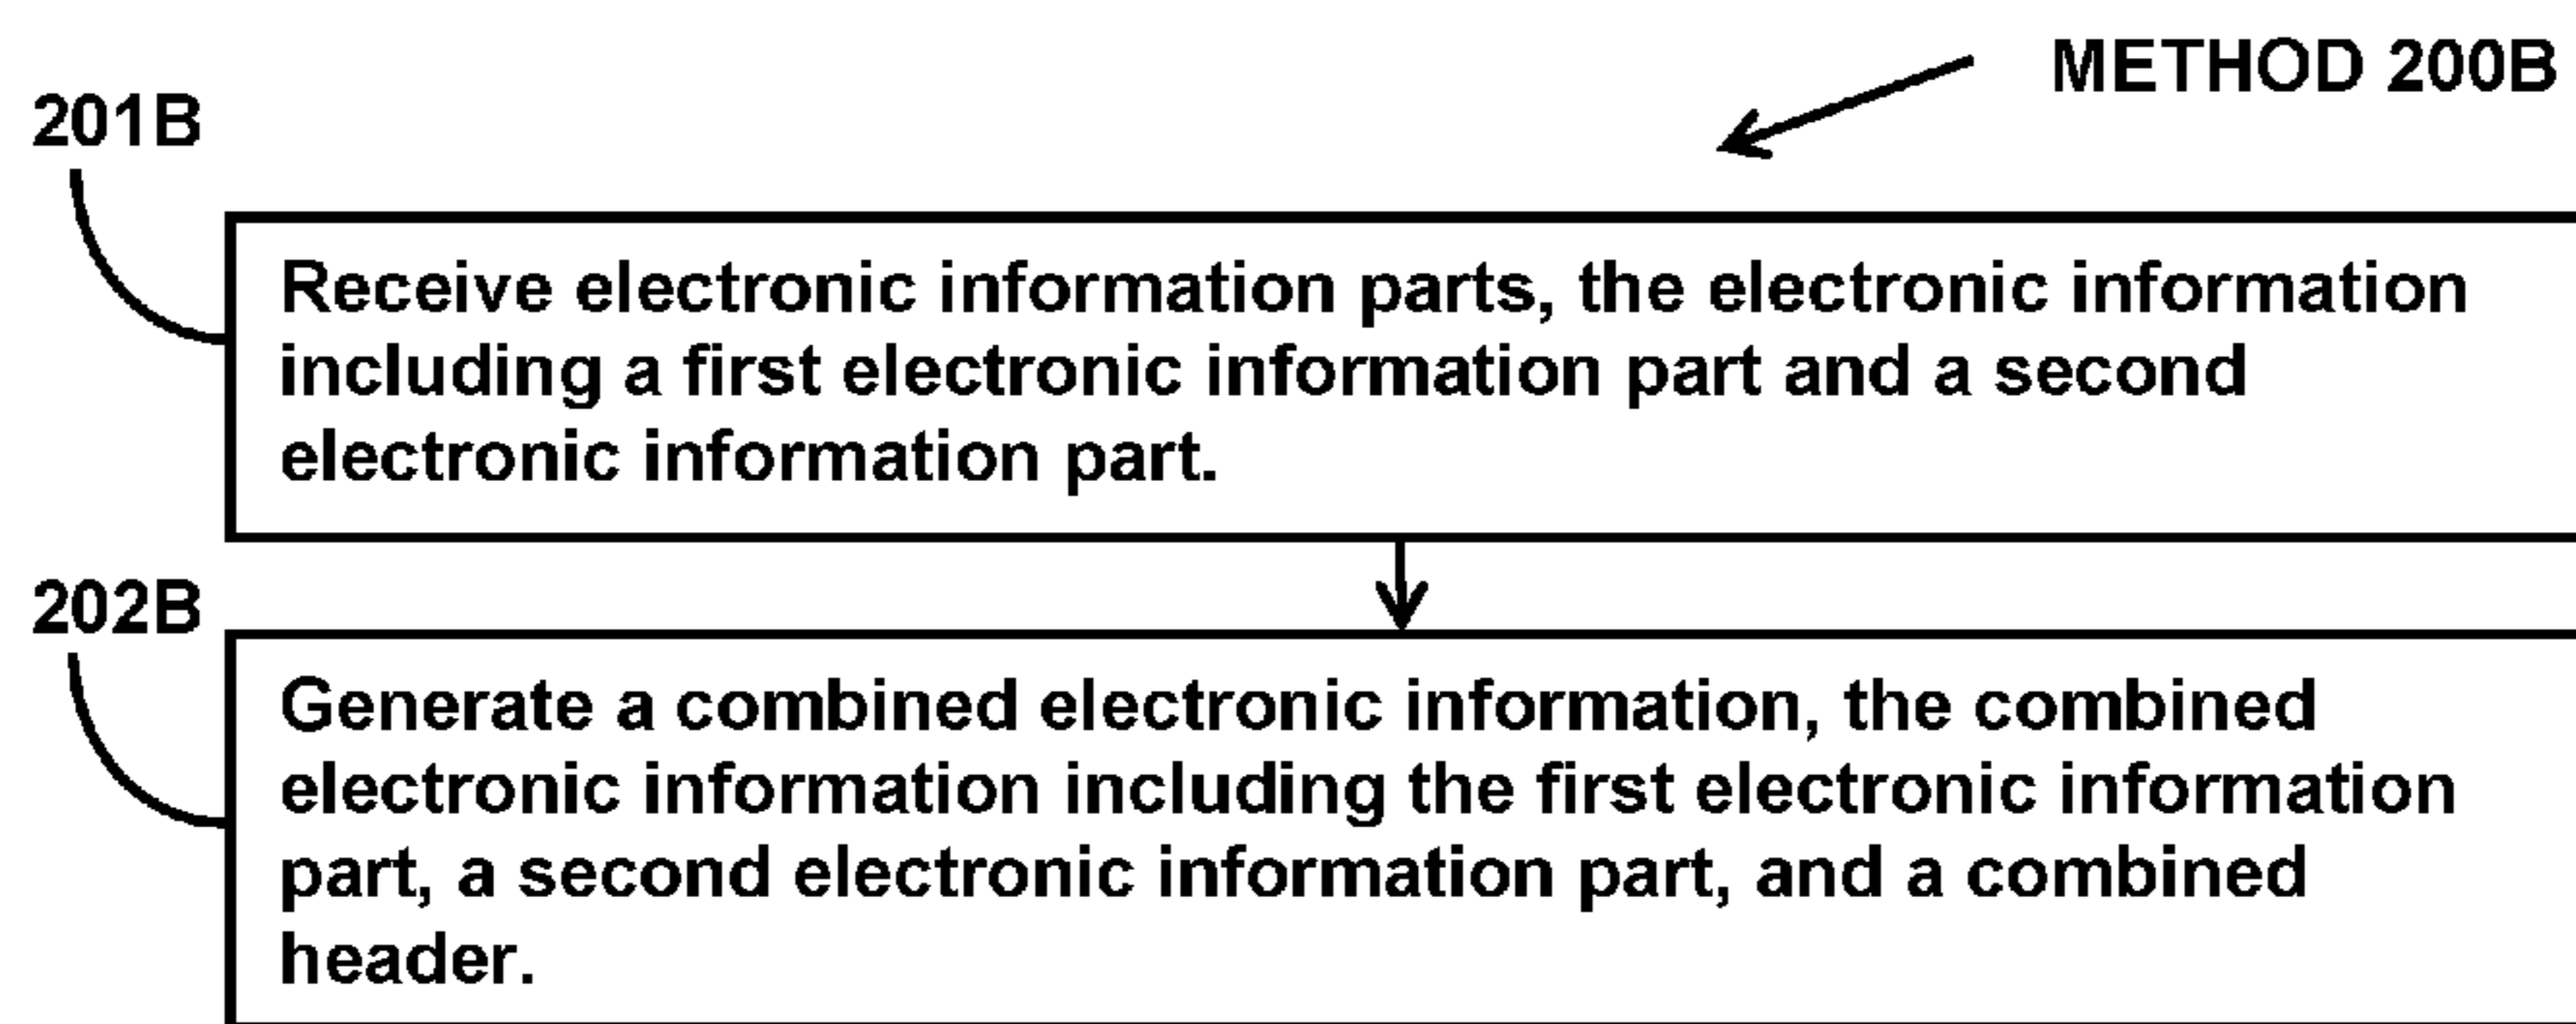 METHOD 200B
201B
Receive electronic information parts, the electronic information
including a first electronic information part and a second
electronic information part.
202B
Generate a combined electronic information, the combined
electronic information including the first electronic information
part, a second electronic information part, and a combined
header.